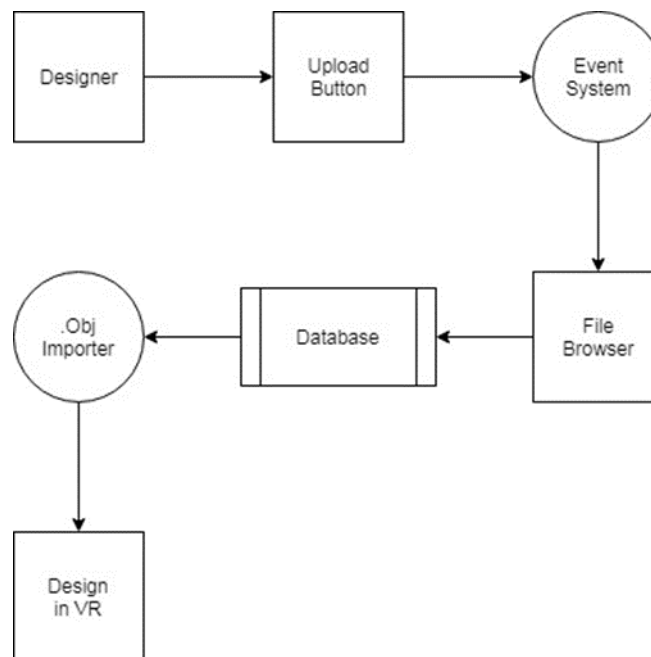 Designer
Upload
Button
Event
System
.Obj
Importer
Database
File
Browser
Design
in VR